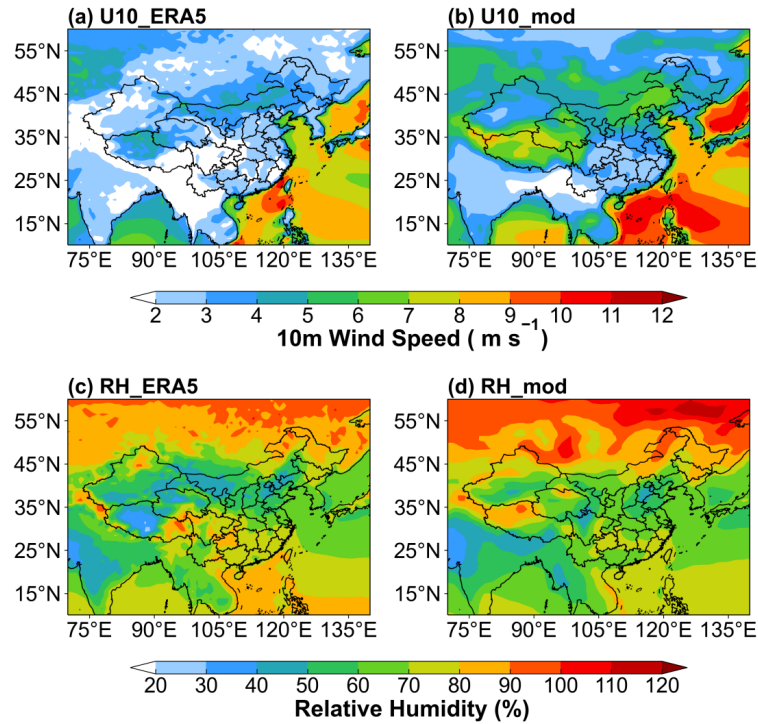 (a) U10_ERA5 (b) U10_mod
55°N 55°N
45°N 45°N
35°N 35°N
25°N 25°N
15°N 15°N
75°E 90°E 105°E 120°E 135°E 75°E 90°E 105°E 120°E 135°E
2 3 4 5 6 7 8 9 10 11 12
10m Wind Speed ( m s⁻¹)
(c) RH_ERA5 (d) RH_mod
55°N 55°N
45°N 45°N
35°N 35°N
25°N 25°N
15°N 15°N
75°E 90°E 105°E 120°E 135°E 75°E 90°E 105°E 120°E 135°E
20 30 40 50 60 70 80 90 100 110 120
Relative Humidity (%)